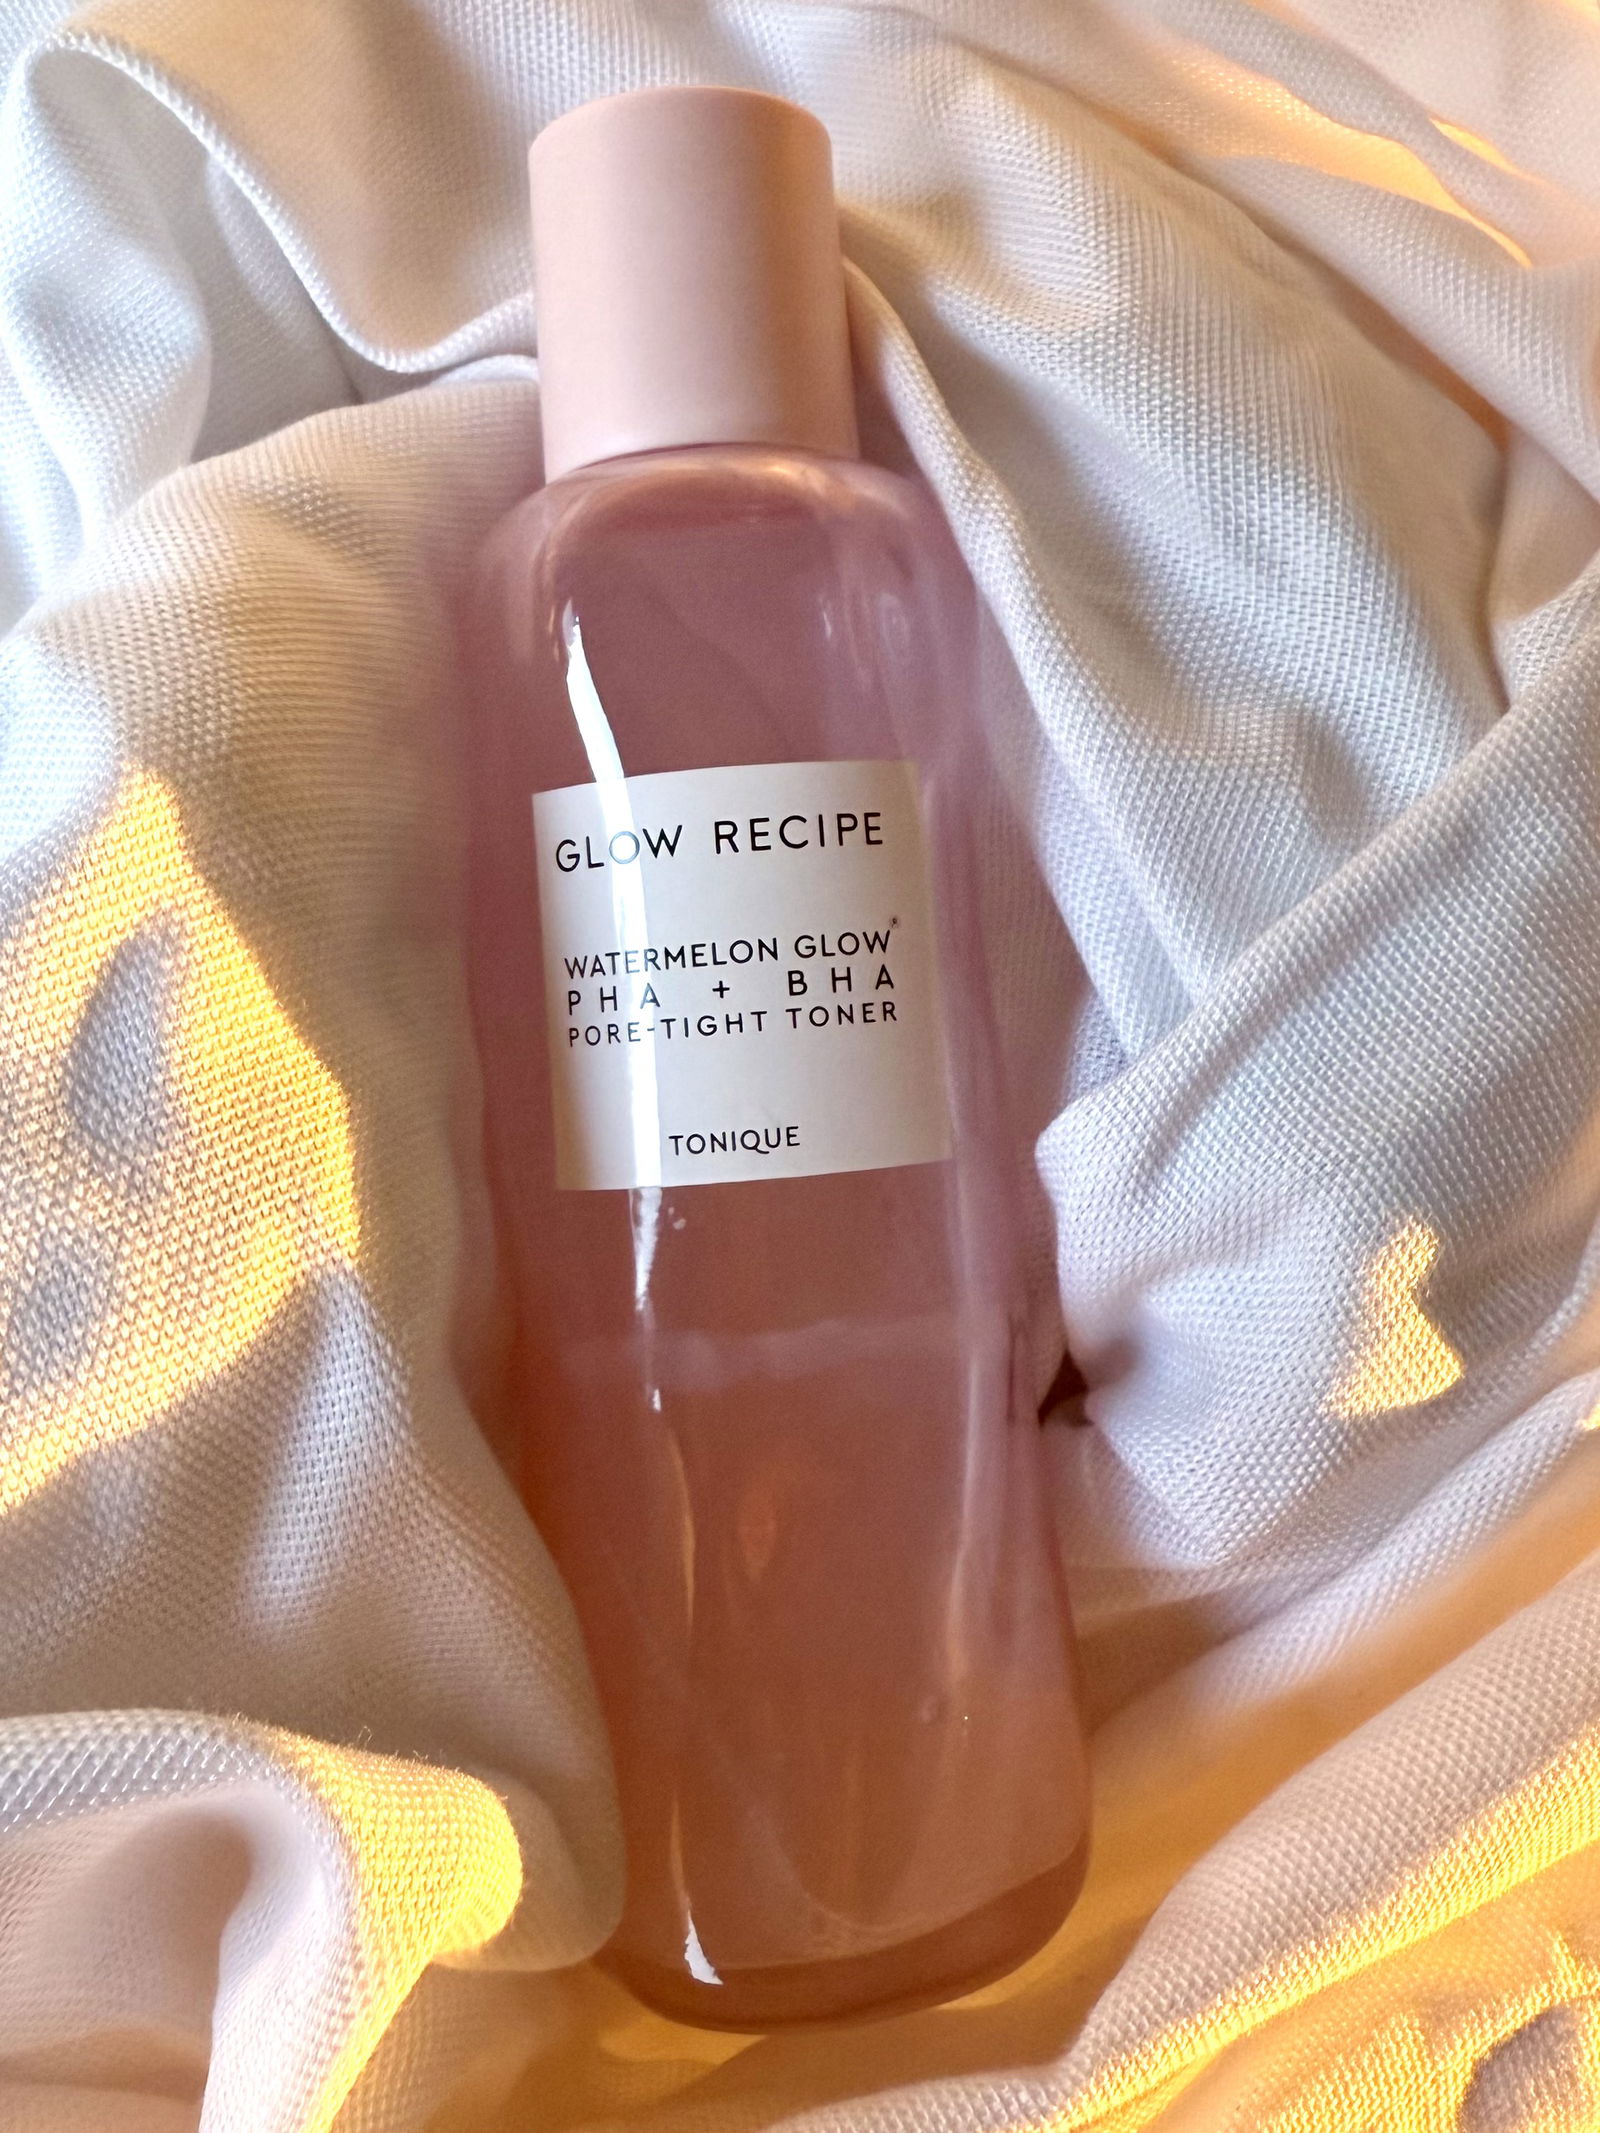 GLOW RECIPE
WATERMELON GLOW®
PHA + BHA
PORE-TIGHT TONER
TONIQUE